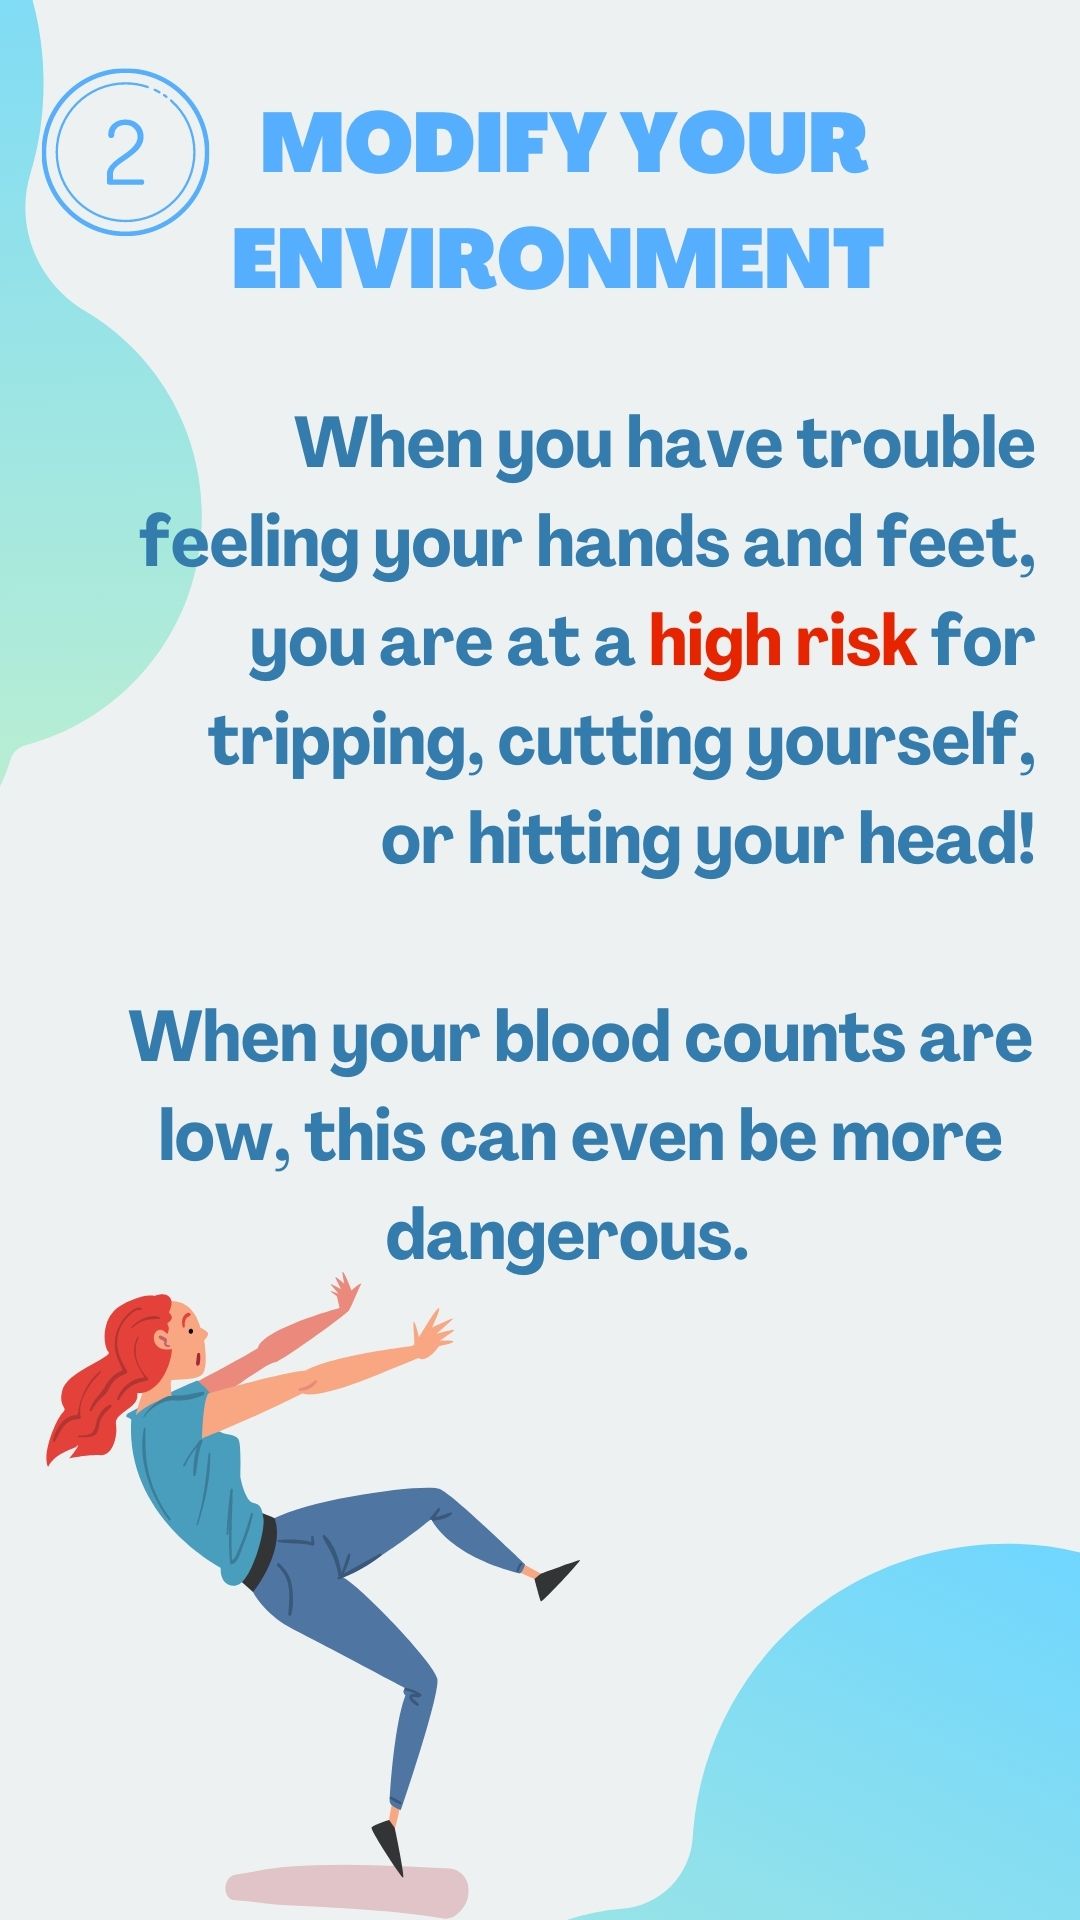 2
MODIFY YOUR
ENVIRONMENT
When you have trouble
feeling your hands and feet,
you are at a high risk for
tripping, cutting yourself,
or hitting your head!
When your blood counts are
low, this can even be more
dangerous.